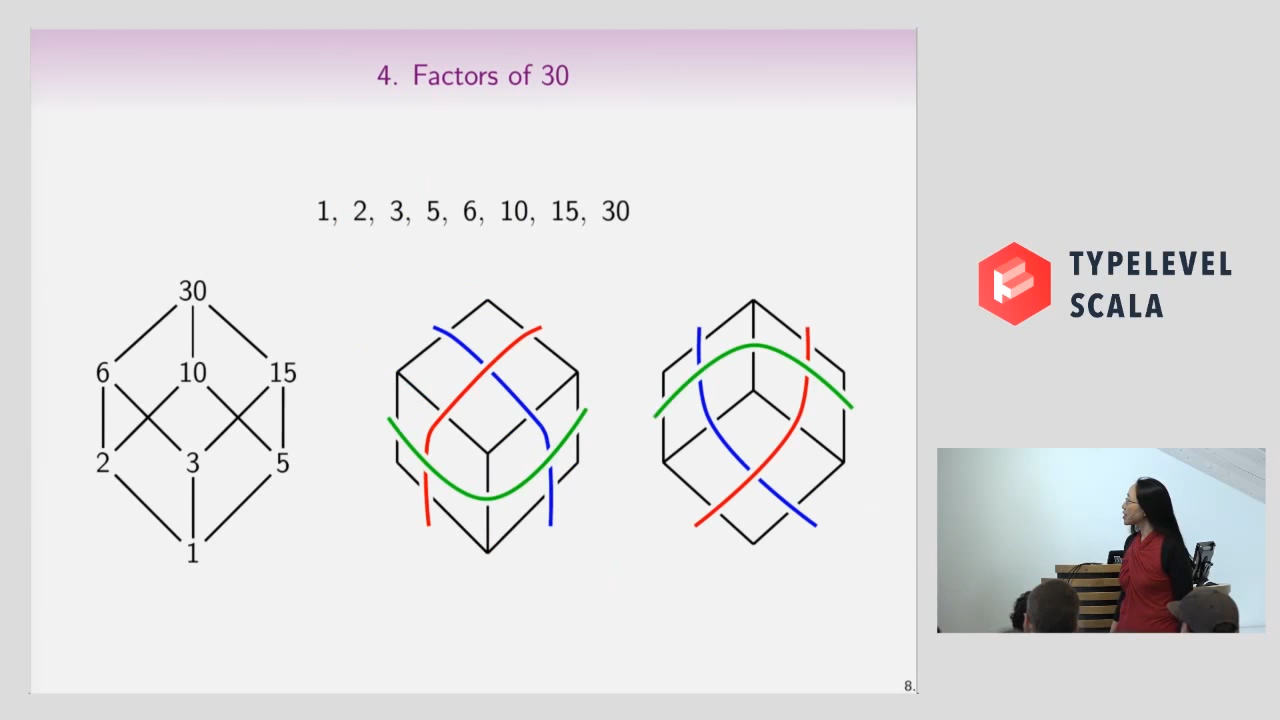 4. Factors of 30
1, 2, 3, 5, 6, 10, 15, 30
30
6 10 15
2 3 5
1
8.
TYPELEVEL
SCALA